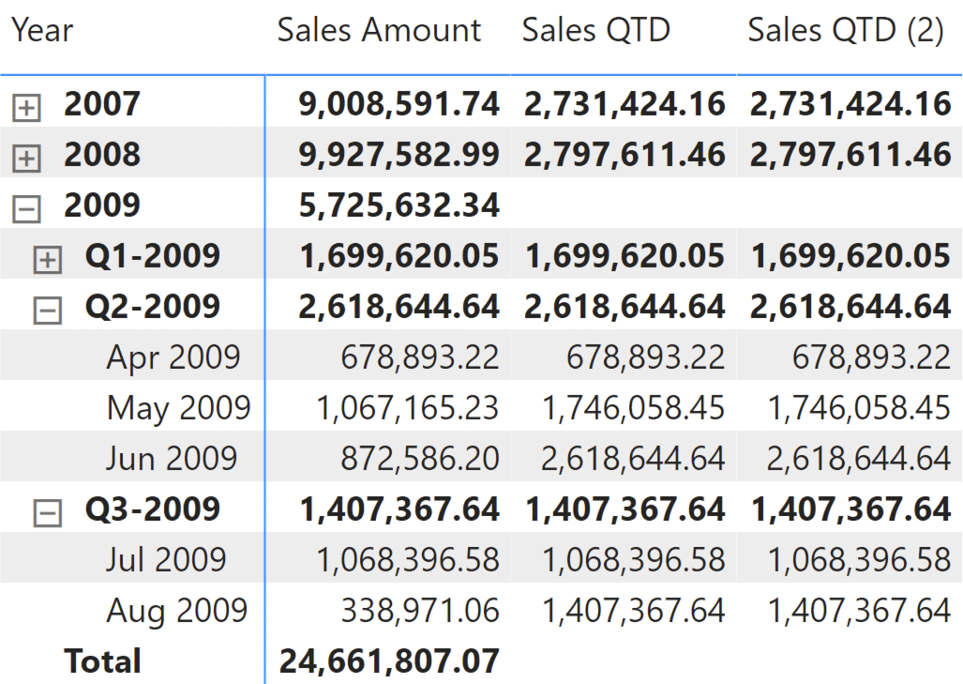 Year Sales Amount Sales QTD Sales QTD (2)
2007 9,008,591.74 2,731,424.16 2,731,424.16
2008 9,927,582.99 2,797,611.46 2,797,611.46
2009 5,725,632.34
Q1-2009 1,699,620.05 1,699,620.05 1,699,620.05
Q2-2009 2,618,644.64 2,618,644.64 2,618,644.64
Apr 2009 678,893.22 678,893.22 678,893.22
May 2009 1,067,165.23 1,746,058.45 1,746,058.45
Jun 2009 872,586.20 2,618,644.64 2,618,644.64
Q3-2009 1,407,367.64 1,407,367.64 1,407,367.64
Jul 2009 1,068,396.58 1,068,396.58 1,068,396.58
Aug 2009 338,971.06 1,407,367.64 1,407,367.64
Total 24,661,807.07